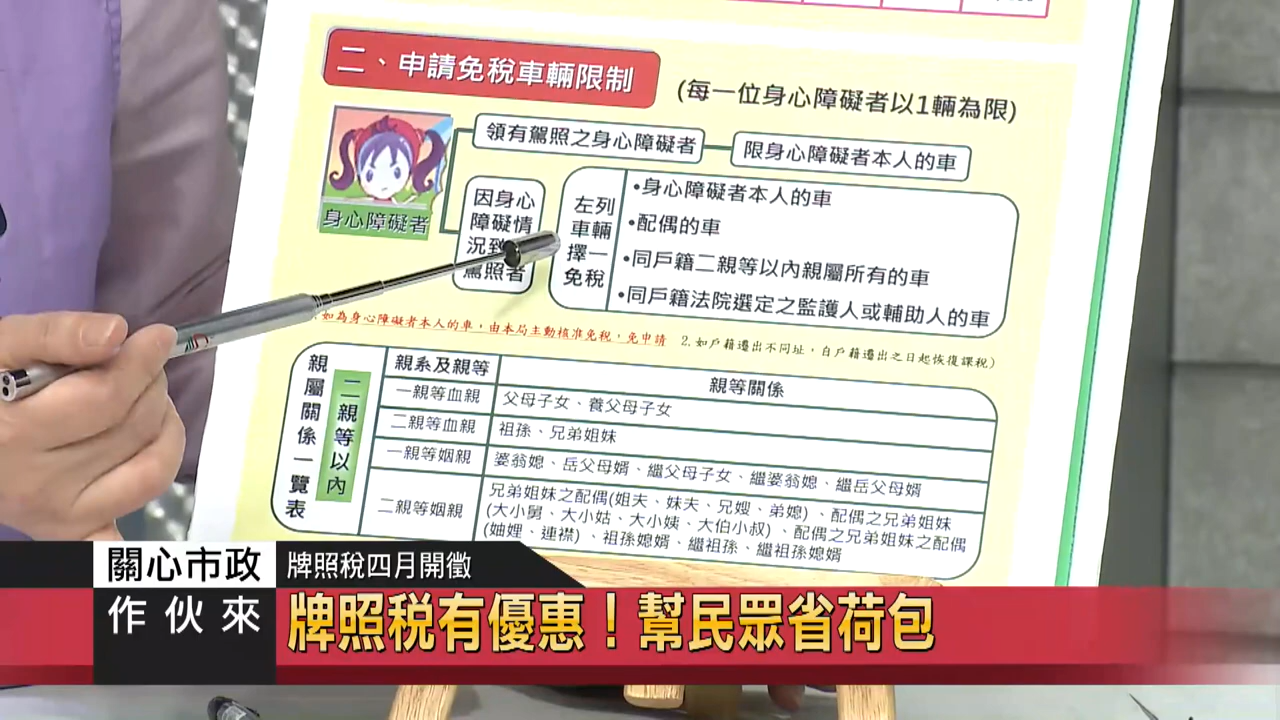 二、申請免稅車輛限制
(每一位身心障礙者以1輛為限)
身心障礙者
領有駕照之身心障礙者
限身心障礙者本人的車
因身心
障礙情
況致
駕照者
左列
車輛
擇一
免稅
•身心障礙者本人的車
•配偶的車
•同戶籍二親等以內親屬所有的車
•同戶籍法院選定之監護人或輔助人的車
如為身心障礙者本人的車，由本局主動核准免稅，免申請
2.如戶籍遷出不同址，自戶籍遷出之日起恢復課稅)
親屬關係一覽表
二親等以內
親系及親等
親等關係
一親等血親
父母子女、養父母子女
二親等血親
祖孫、兄弟姐妹
一親等姻親
婆翁媳、岳父母婿、繼父母子女、繼婆翁媳、繼岳父母婿
二親等姻親
兄弟姐妹之配偶(姐夫、妹夫、兄嫂、弟媳)、配偶之兄弟姐妹
(大小舅、大小姑、大小姨、大伯小叔)、配偶之兄弟姐妹之配偶
(妯娌、連襟)、祖孫媳婿、繼祖孫、繼祖孫媳婿
關心市政
作伙來
牌照稅四月開徵
牌照稅有優惠！幫民眾省荷包